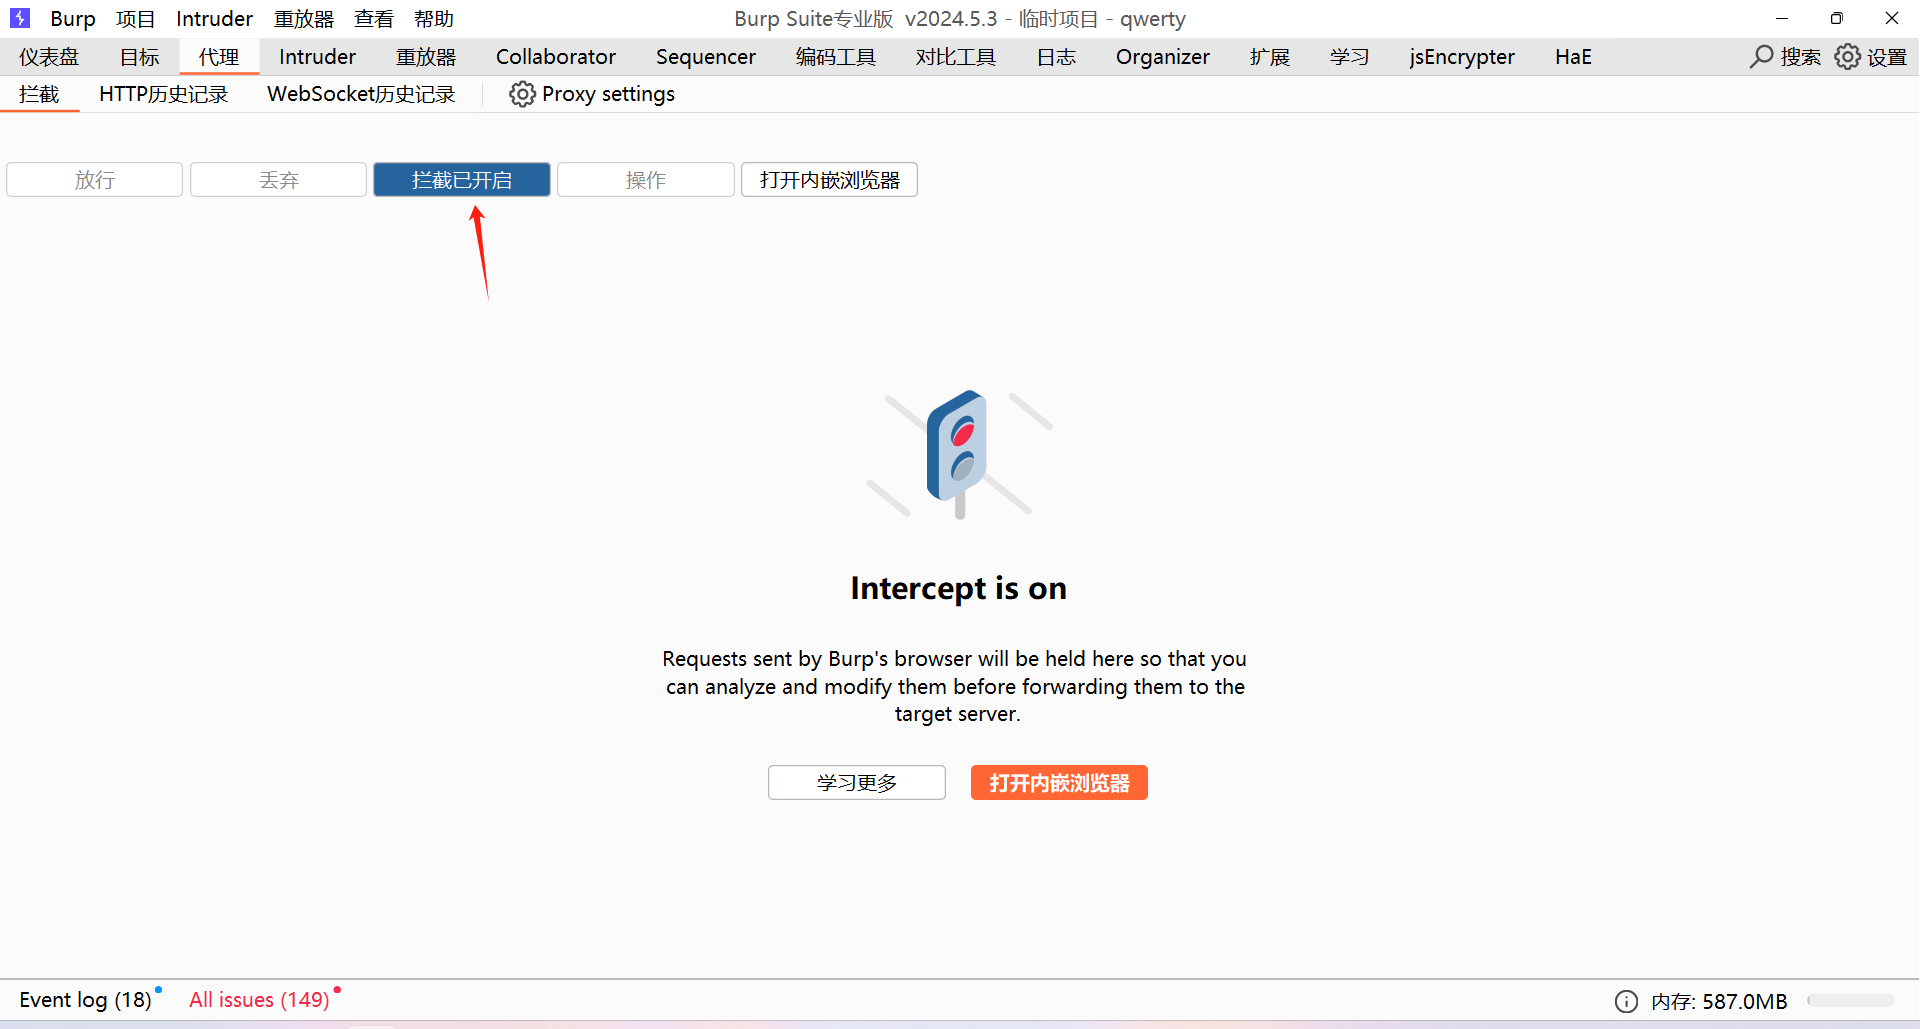 Burp 项目 Intruder 重放器 查看 帮助 Burp Suite专业版 v2024.5.3 - 临时项目 - qwerty
仪表盘 目标 代理 Intruder 重放器 Collaborator Sequencer 编码工具 对比工具 日志 Organizer 扩展 学习 jsEncrypter HaE 搜索 设置
拦截 HTTP历史记录 WebSocket历史记录 Proxy settings
放行 丢弃 拦截已开启 操作 打开内嵌浏览器
Intercept is on
Requests sent by Burp's browser will be held here so that you
can analyze and modify them before forwarding them to the
target server.
学习更多 打开内嵌浏览器
Event log (18) All issues (149) 内存: 587.0MB